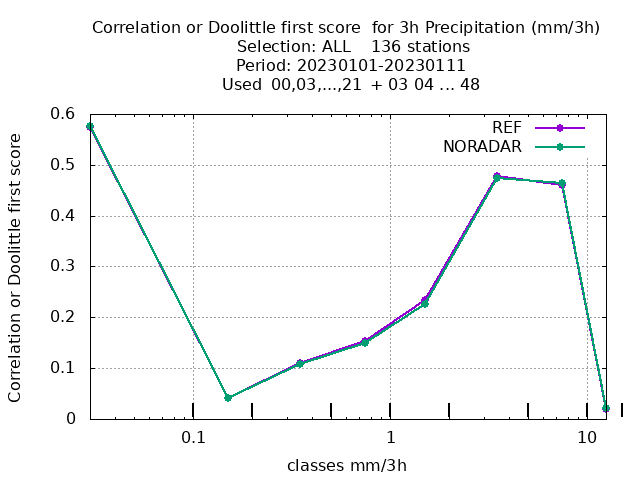 Correlation or Doolittle first score for 3h Precipitation (mm/3h)
Selection: ALL 136 stations
Period: 20230101-20230111
Used 00,03,...,21 + 03 04 ... 48
REF
NORADAR
Correlation or Doolittle first score
0.6
0.5
0.4
0.3
0.2
0.1
0
0.1 1 10
classes mm/3h